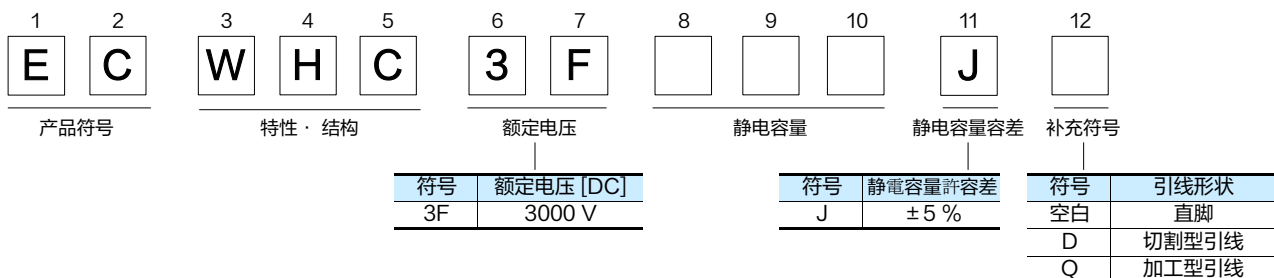 1 2 3 4 5 6 7 8 9 10 11 12
E C W H C 3 F J
产品符号 特性· 结构 额定电压 静电容量 静电容量容差 补充符号
符号 额定电压 [DC] 符号 静電容量許容差 符号 引线形状
3F 3000 V J ±5 % 空白 直脚
D 切割型引线
Q 加工型引线